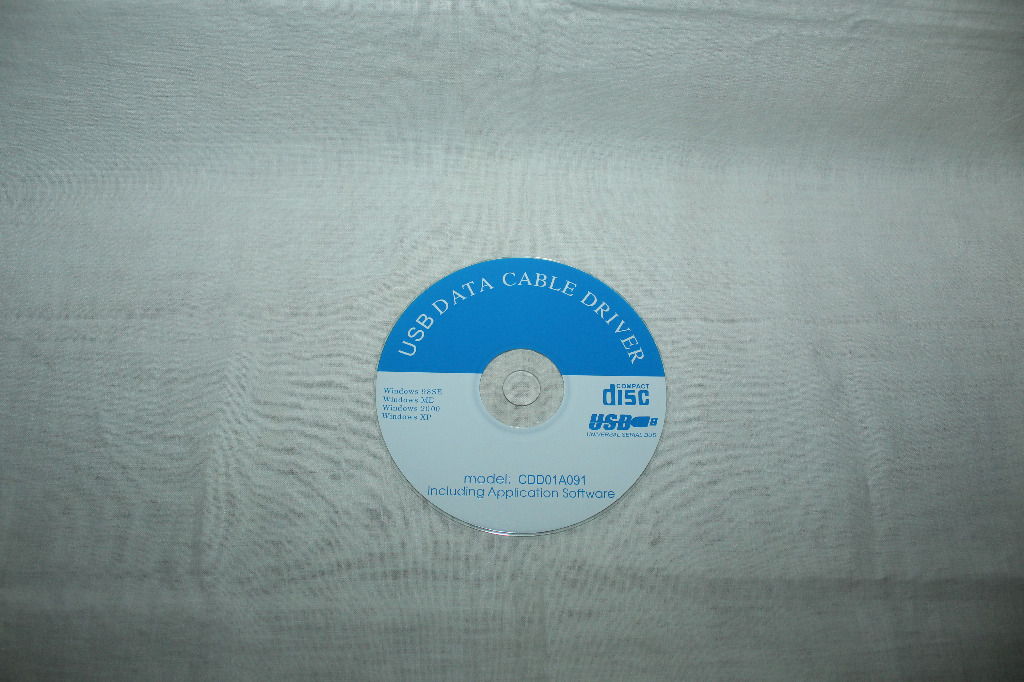 USB DATA CABLE DRIVER
Windows 98SE
Windows MD
Windows 2000
Windows XP
COMPACT
disc
USB
UNIVERSAL SERIAL BUS
model: CDD01A091
including Application Software